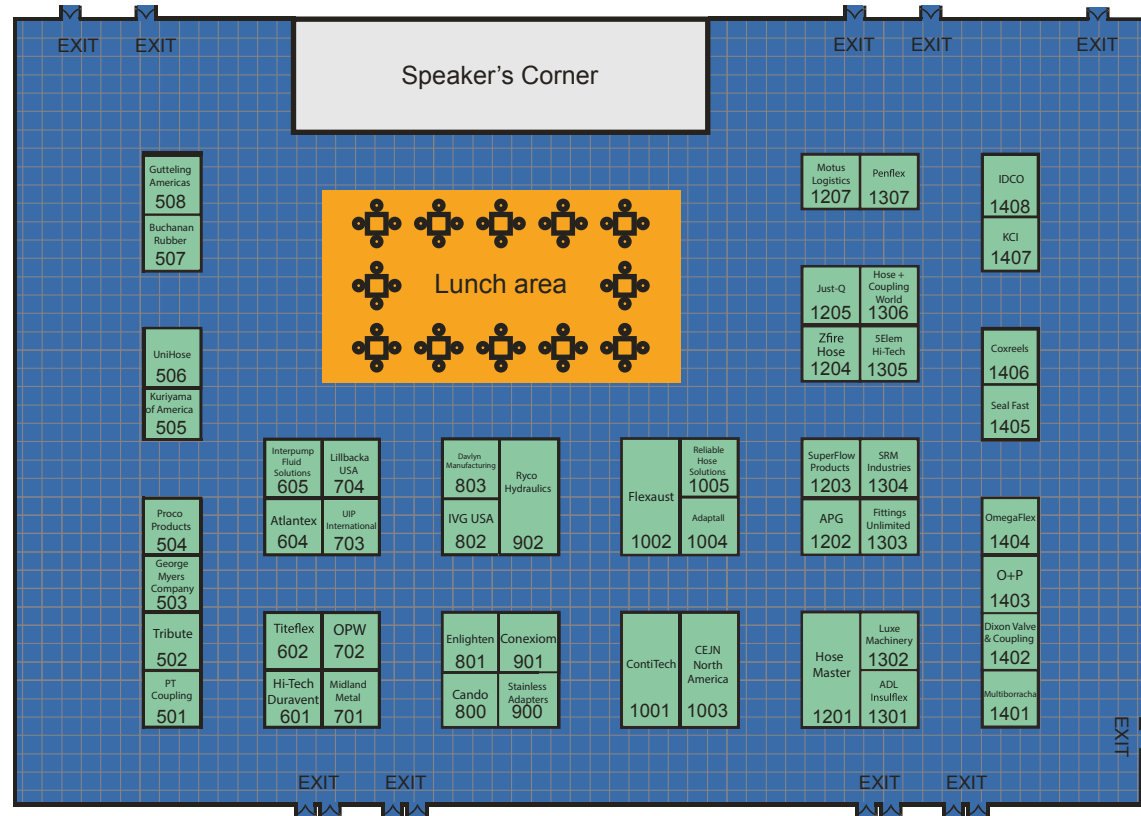 EXIT
EXIT
EXIT
EXIT
EXIT
Speaker's Corner
Gutteling
Americas
508
Buchanan
Rubber
507
Lunch area
Motus
Logistics
1207
Penflex
1307
IDCO
1408
KCI
1407
Just-Q
1205
Hose +
Coupling
World
1306
Zfire
Hose
1204
5Elem
Hi-Tech
1305
UniHose
506
Kuriyama
of America
505
Coxreels
1406
Seal Fast
1405
Interpump
Fluid
Solutions
605
Lillbacka
USA
704
Atlantex
604
UIP
International
703
Davlyn
Manufacturing
803
IVG USA
802
Ryco
Hydraulics
902
Flexaust
1002
Reliable
Hose
Solutions
1005
Adaptall
1004
SuperFlow
Products
1203
SRM
Industries
1304
APG
1202
Fittings
Unlimited
1303
Proco
Products
504
George
Myers
Company
503
Tribute
502
PT
Coupling
501
OmegaFlex
1404
O+P
1403
Dixon Valve
& Coupling
1402
Multiborracha
1401
Titeflex
602
OPW
702
Hi-Tech
Duravent
601
Midland
Metal
701
Enlighten
801
Conexiom
901
Cando
800
Stainless
Adapters
900
ContiTech
1001
CEJN
North
America
1003
Hose
Master
1201
Luxe
Machinery
1302
ADL
Insulflex
1301
EXIT
EXIT
EXIT
EXIT